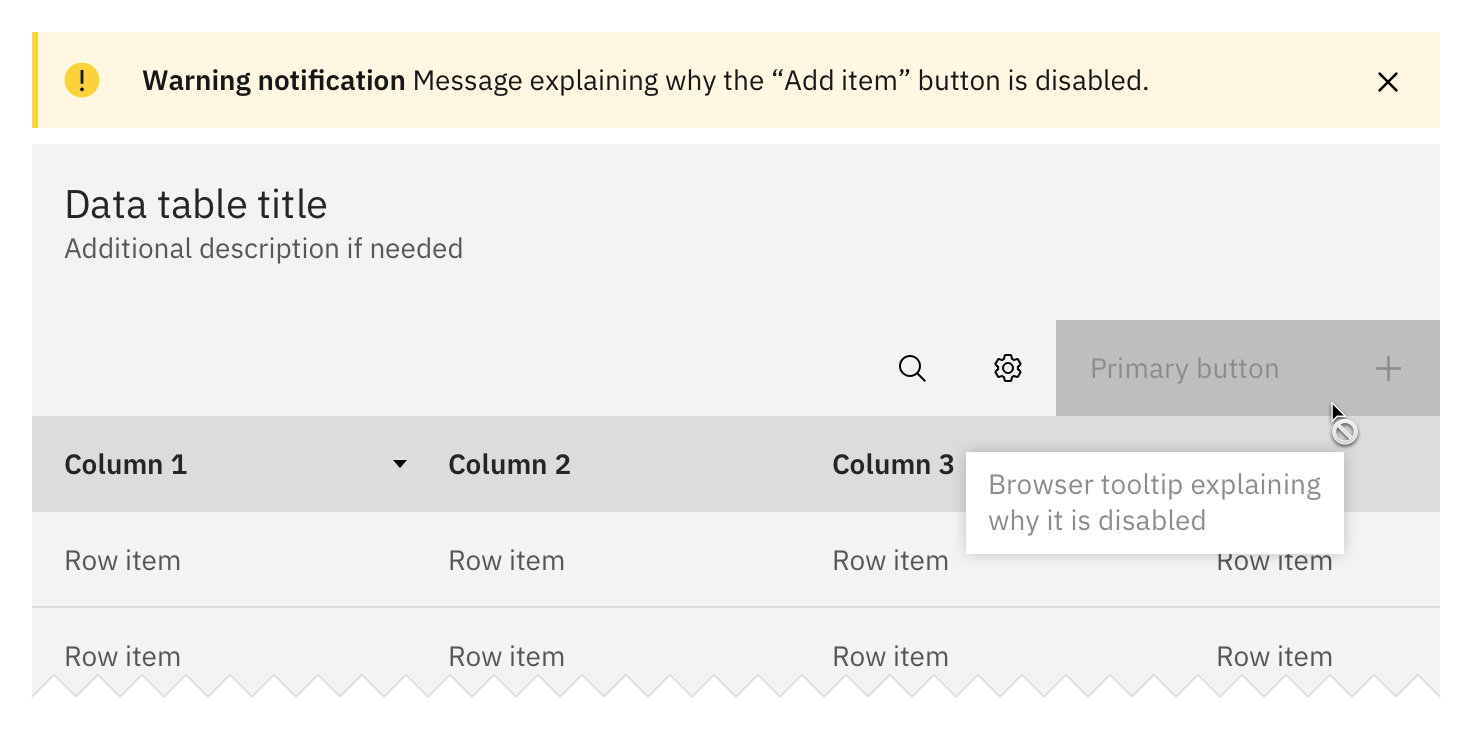 Warning notification Message explaining why the “Add item” button is disabled.
Data table title
Additional description if needed
Primary button
Column 1
Column 2
Column 3
Browser tooltip explaining
why it is disabled
Row item
Row item
Row item
Row item
Row item
Row item
Row item
Row item